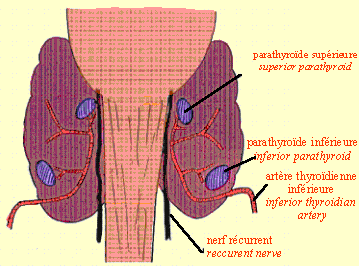 parathyroïde supérieure
superior parathyroid
parathyroïde inférieure
inferior parathyroid
artère thyroïdienne
inférieure
inferior thyroidian
artery
nerf récurrent
reccurent nerve